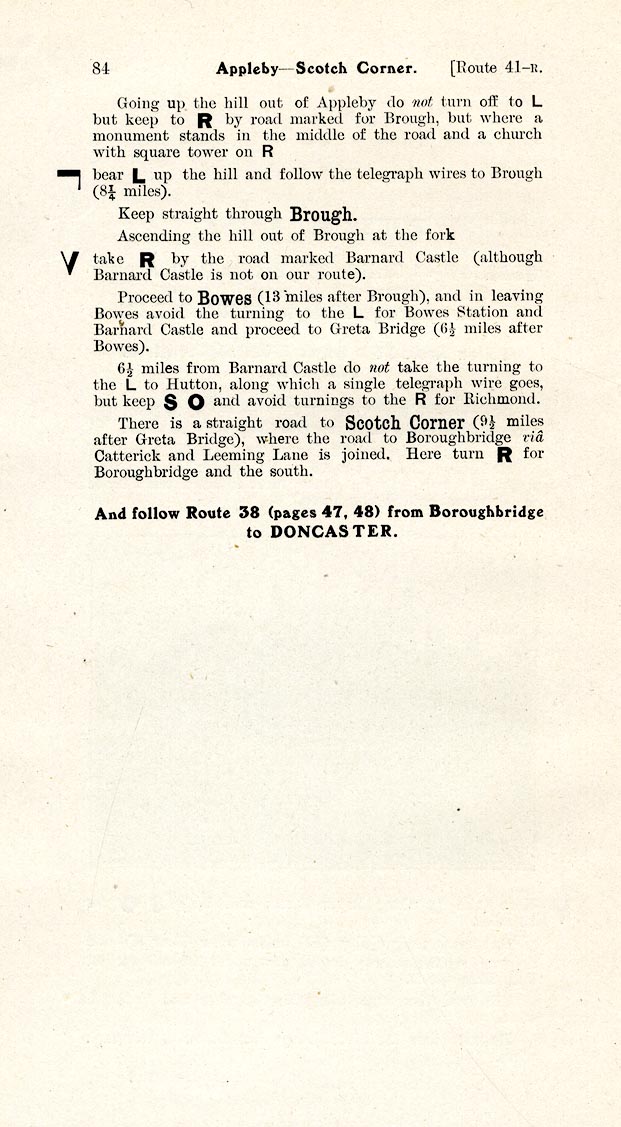 84 Appleby—Scotch Corner. [Route 41-R.
Going up the hill out of Appleby do not turn off to L
but keep to R by road marked for Brough, but where a
monument stands in the middle of the road and a church
with square tower on R
bear L up the hill and follow the telegraph wires to Brough
(8¼ miles).
Keep straight through Brough.
Ascending the hill out of Brough at the fork
V take R by the road marked Barnard Castle (although
Barnard Castle is not on our route).
Proceed to Bowes (13 miles after Brough), and in leaving
Bowes avoid the turning to the L for Bowes Station and
Barnard Castle and proceed to Greta Bridge (6½ miles after
Bowes).
6½ miles from Barnard Castle do not take the turning to
the L to Hutton, along which a single telegraph wire goes,
but keep S O and avoid turnings to the R for Richmond.
There is a straight road to Scotch Corner (9½ miles
after Greta Bridge), where the road to Boroughbridge viâ
Catterick and Leeming Lane is joined. Here turn R for
Boroughbridge and the south.
And follow Route 38 (pages 47, 48) from Boroughbridge
to DONCASTER.